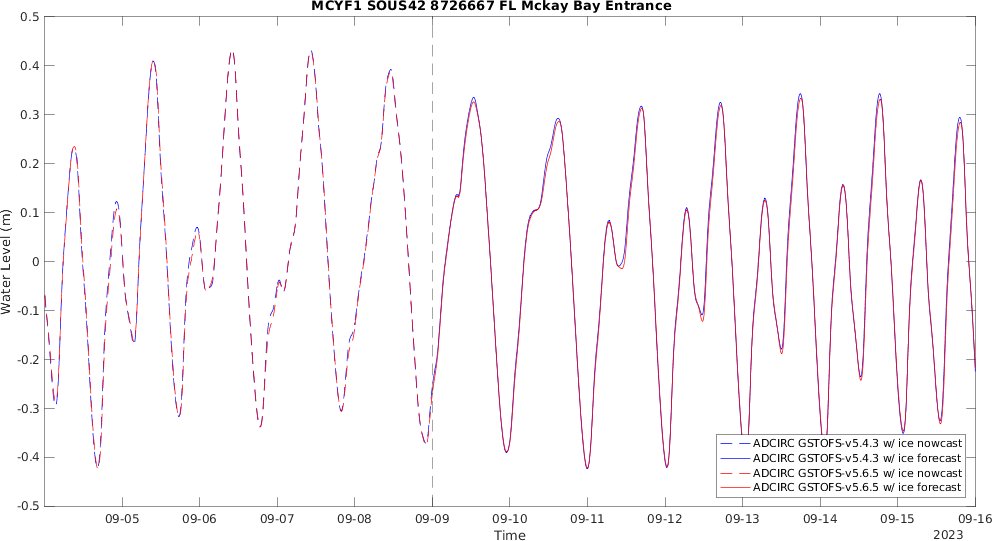 MCYF1 SOUS42 8726667 FL Mckay Bay Entrance
0.5
0.4
0.3
0.2
0.1
0
-0.1
-0.2
-0.3
-0.4
-0.5
Water Level (m)
ADCIRC GSTOFS-v5.4.3 w/ ice nowcast
ADCIRC GSTOFS-v5.4.3 w/ ice forecast
ADCIRC GSTOFS-v5.6.5 w/ ice nowcast
ADCIRC GSTOFS-v5.6.5 w/ ice forecast
09-05 09-06 09-07 09-08 09-09 09-10 09-11 09-12 09-13 09-14 09-15 09-16
Time
2023